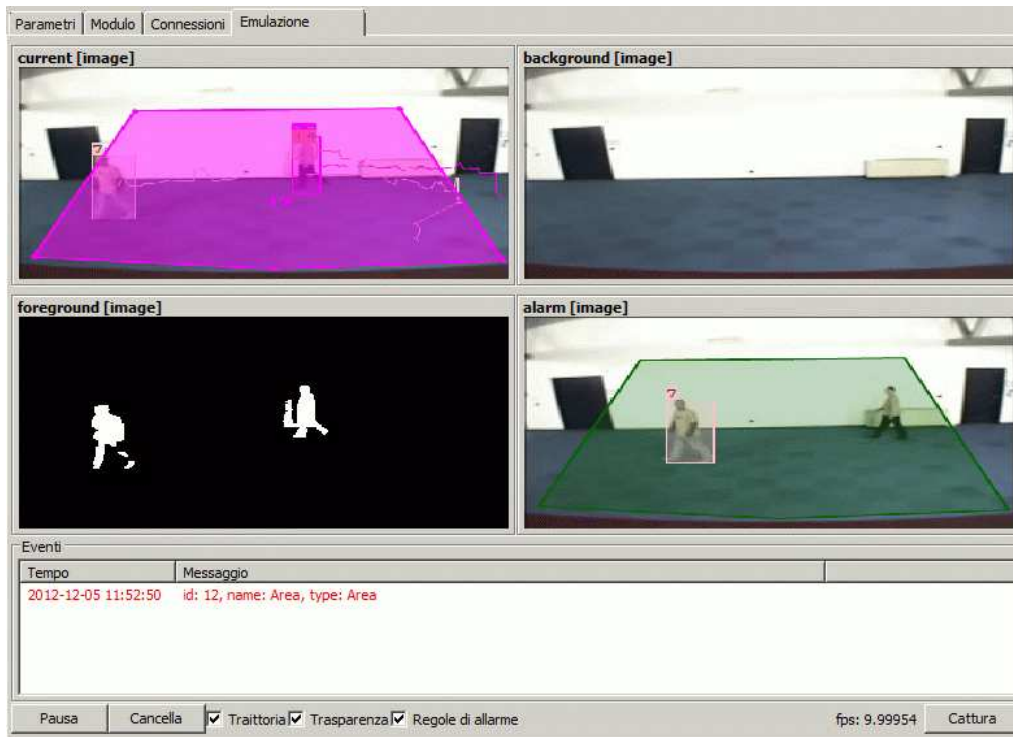 Parametri Modulo Connessioni Emulazione
current [image]
background [image]
7
foreground [image]
alarm [image]
7
Eventi
Tempo Messaggio
2012-12-05 11:52:50 id: 12, name: Area, type: Area
Pausa Cancella Traittoria Trasparenza Regole di allarme fps: 9.99954 Cattura